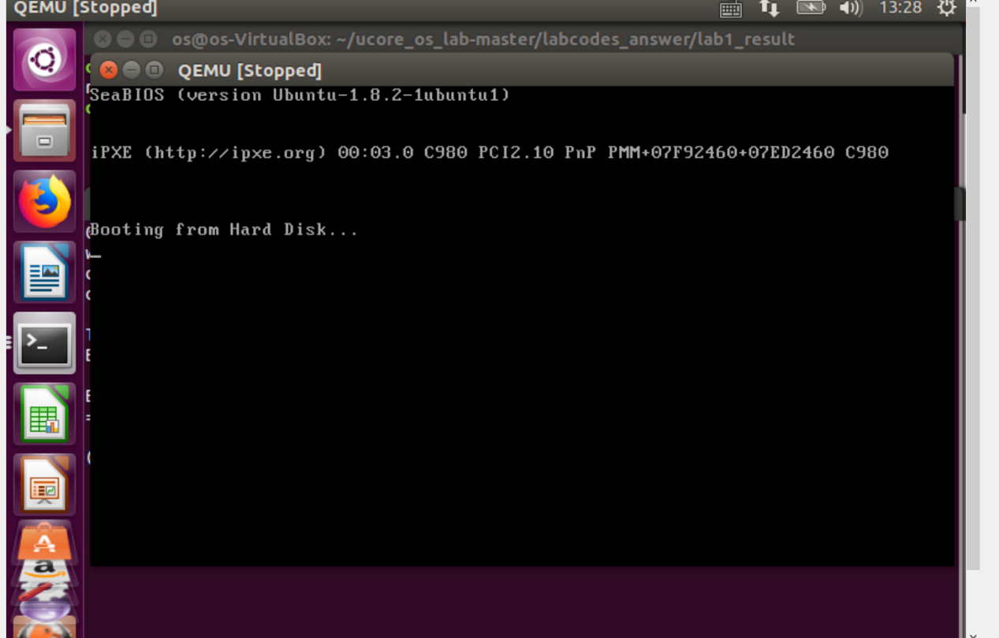 QEMU [Stopped]
13:28
os@os-VirtualBox: ~/ucore_os_lab-master/labcodes_answer/lab1_result
QEMU [Stopped]
SeaBIOS (version Ubuntu-1.8.2-1ubuntu1)
iPXE (http://ipxe.org) 00:03.0 C980 PCI2.10 PnP PMM+07F92460+07ED2460 C980
Booting from Hard Disk...